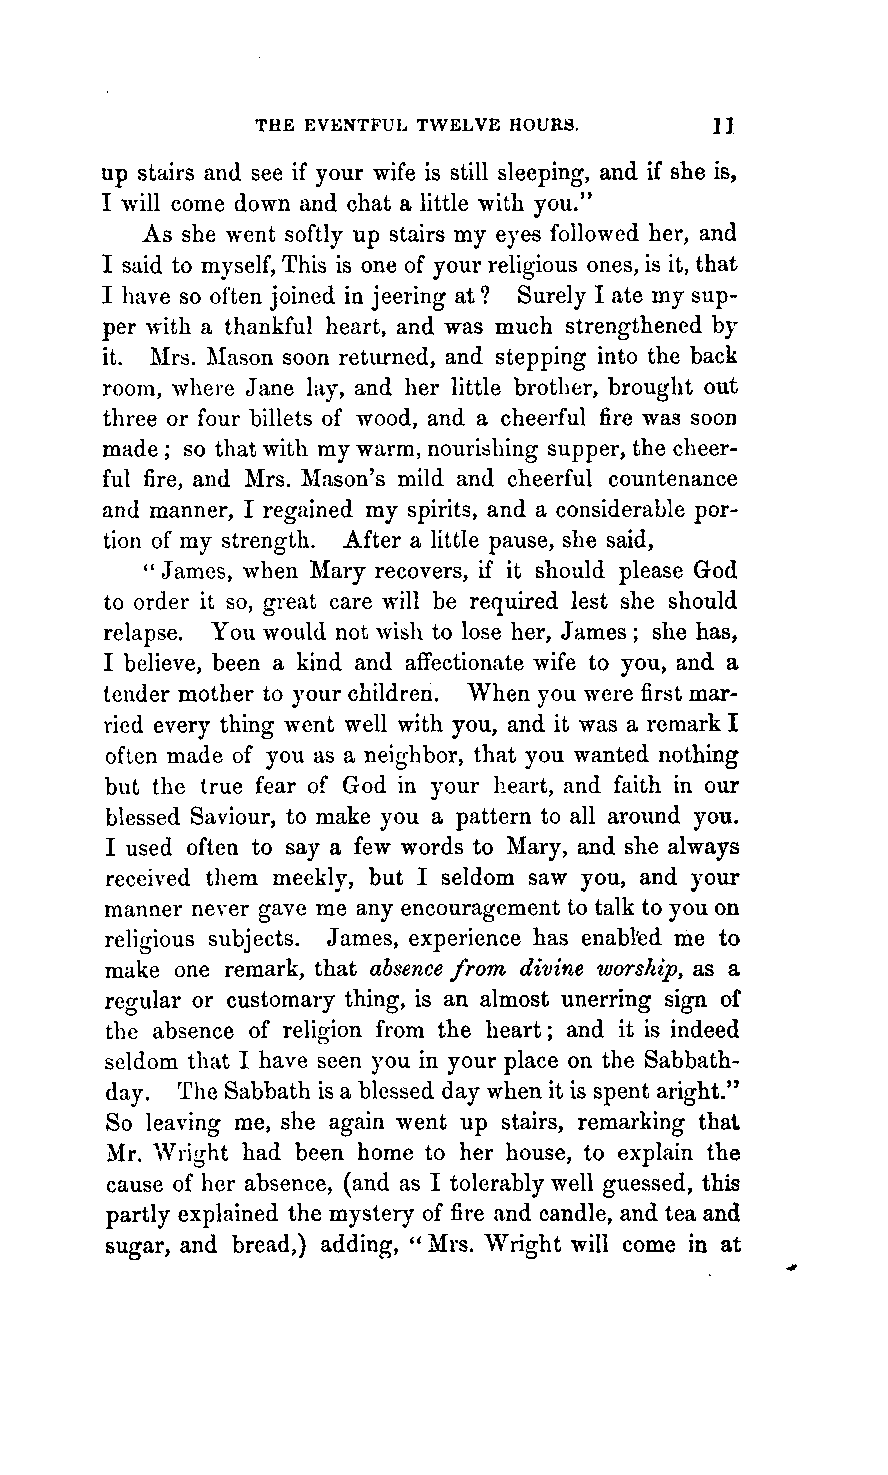 THE EVENTFUL TWELVE HOURS. 11
up stairs and see if your wife is still sleeping, and if she is,
I will come down and chat a little with you."
As she went softly up stairs my eyes followed her, and
I said to myself, This is one of your religious ones, is it, that
I have so often joined in jeering at? Surely I ate my sup-
per with a thankful heart, and was much strengthened by
it. Mrs. Mason soon returned, and stepping into the back
room, where Jane lay, and her little brother, brought out
three or four billets of wood, and a cheerful fire was soon
made; so that with my warm, nourishing supper, the cheer-
ful fire, and Mrs. Mason's mild and cheerful countenance
and manner, I regained my spirits, and a considerable por-
tion of my strength. After a little pause, she said,
"James, when Mary recovers, if it should please God
to order it so, great care will be required lest she should
relapse. You would not wish to lose her, James; she has,
I believe, been a kind and affectionate wife to you, and a
tender mother to your children. When you were first mar-
ried every thing went well with you, and it was a remark I
often made of you as a neighbor, that you wanted nothing
but the true fear of God in your heart, and faith in our
blessed Saviour, to make you a pattern to all around you.
I used often to say a few words to Mary, and she always
received them meekly, but I seldom saw you, and your
manner never gave me any encouragement to talk to you on
religious subjects. James, experience has enabled me to
make one remark, that absence from divine worship, as a
regular or customary thing, is an almost unerring sign of
the absence of religion from the heart; and it is indeed
seldom that I have seen you in your place on the Sabbath-
day. The Sabbath is a blessed day when it is spent aright."
So leaving me, she again went up stairs, remarking that
Mr. Wright had been home to her house, to explain the
cause of her absence, (and as I tolerably well guessed, this
partly explained the mystery of fire and candle, and tea and
sugar, and bread,) adding, "Mrs. Wright will come in at